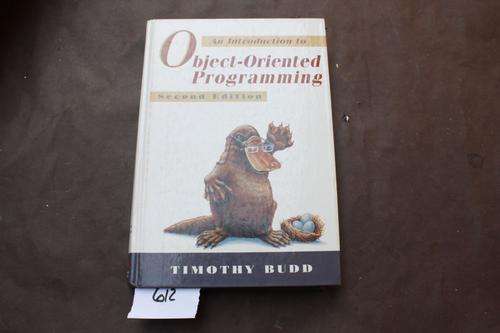 An Introduction to
Object-Oriented
Programming
Second Edition
TIMOTHY BUDD
612